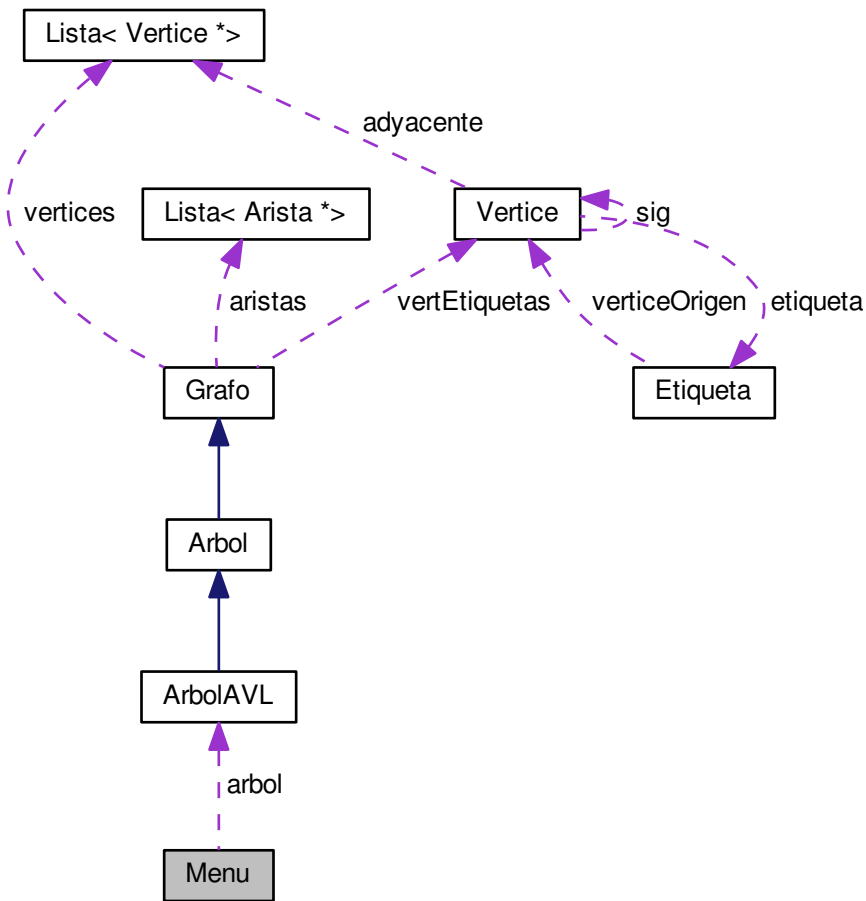 Lista< Vertice *>
adyacente
vertices
Lista< Arista *>
Vertice
sig
aristas
vertEtiquetas
verticeOrigen
etiqueta
Grafo
Etiqueta
Arbol
ArbolAVL
arbol
Menu